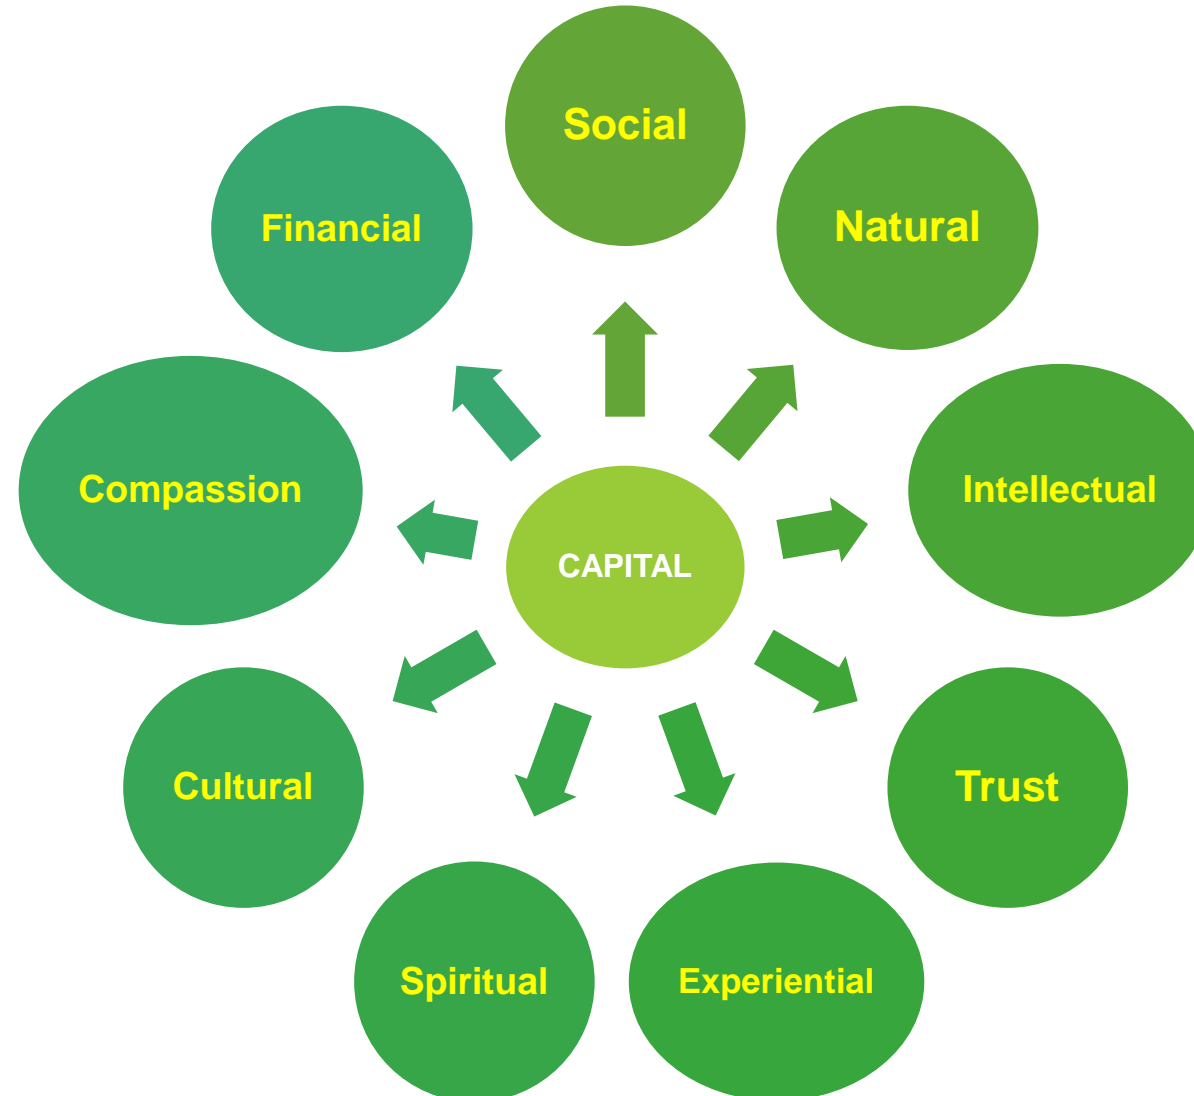 Social
Natural
Intellectual
Trust
Experiential
Spiritual
Cultural
Compassion
Financial
CAPITAL